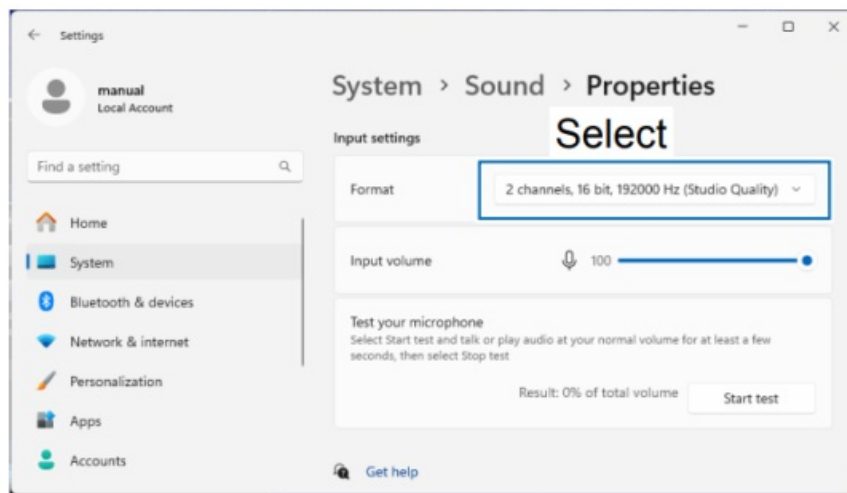 Settings
manual
Local Account
Find a setting
Home
System
Bluetooth & devices
Network & internet
Personalization
Apps
Accounts
System > Sound > Properties
Select
Input settings
Format
2 channels, 16 bit, 192000 Hz (Studio Quality)
Input volume
100
Test your microphone
Select Start test and talk or play audio at your normal volume for at least a few
seconds, then select Stop test
Result: 0% of total volume
Start test
Get help